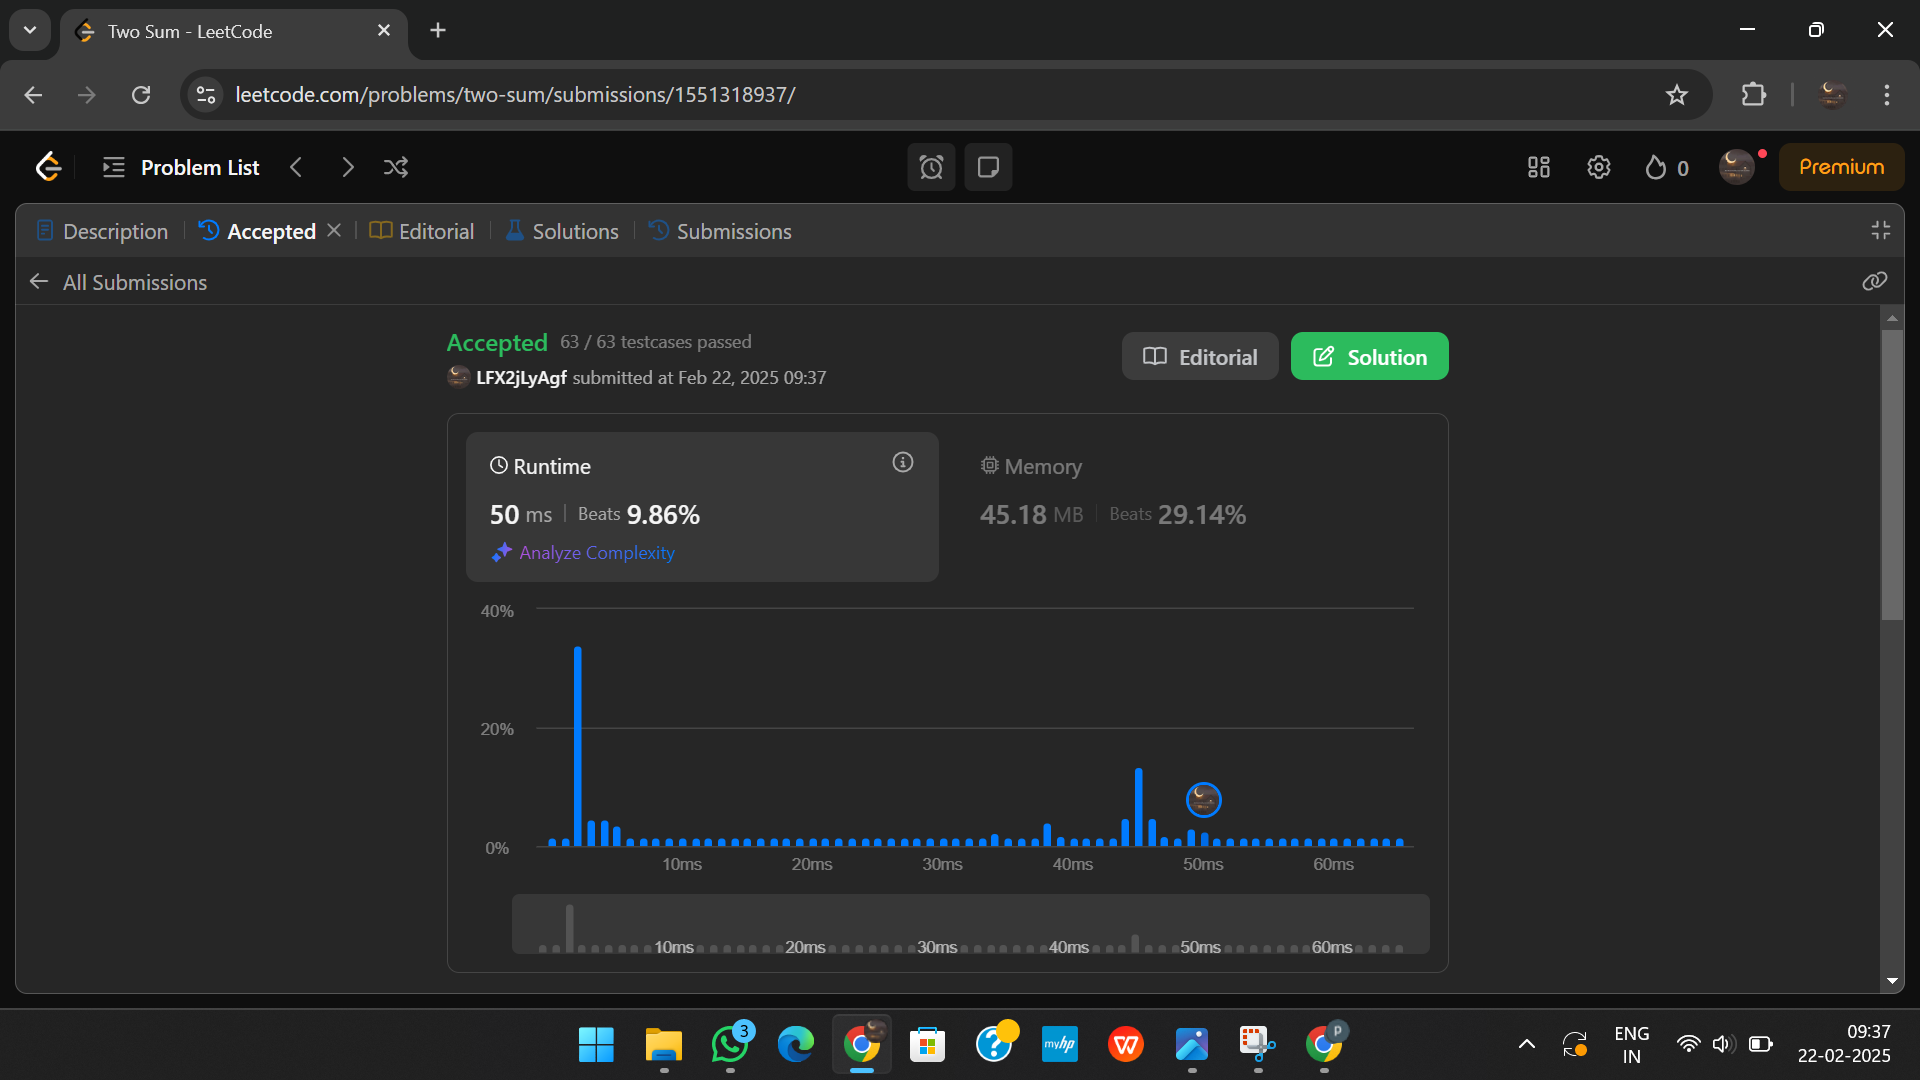 Two Sum - LeetCode
leetcode.com/problems/two-sum/submissions/1551318937/
Problem List
0
Premium
Description
Accepted
Editorial
Solutions
Submissions
All Submissions
Accepted 63 / 63 testcases passed
LFX2jLyAgf submitted at Feb 22, 2025 09:37
Editorial
Solution
Runtime
50 ms | Beats 9.86%
Analyze Complexity
Memory
45.18 MB | Beats 29.14%
40%
20%
0%
10ms 20ms 30ms 40ms 50ms 60ms
10ms 20ms 30ms 40ms 50ms 60ms
3
myhp
P
ENG
IN
09:37
22-02-2025